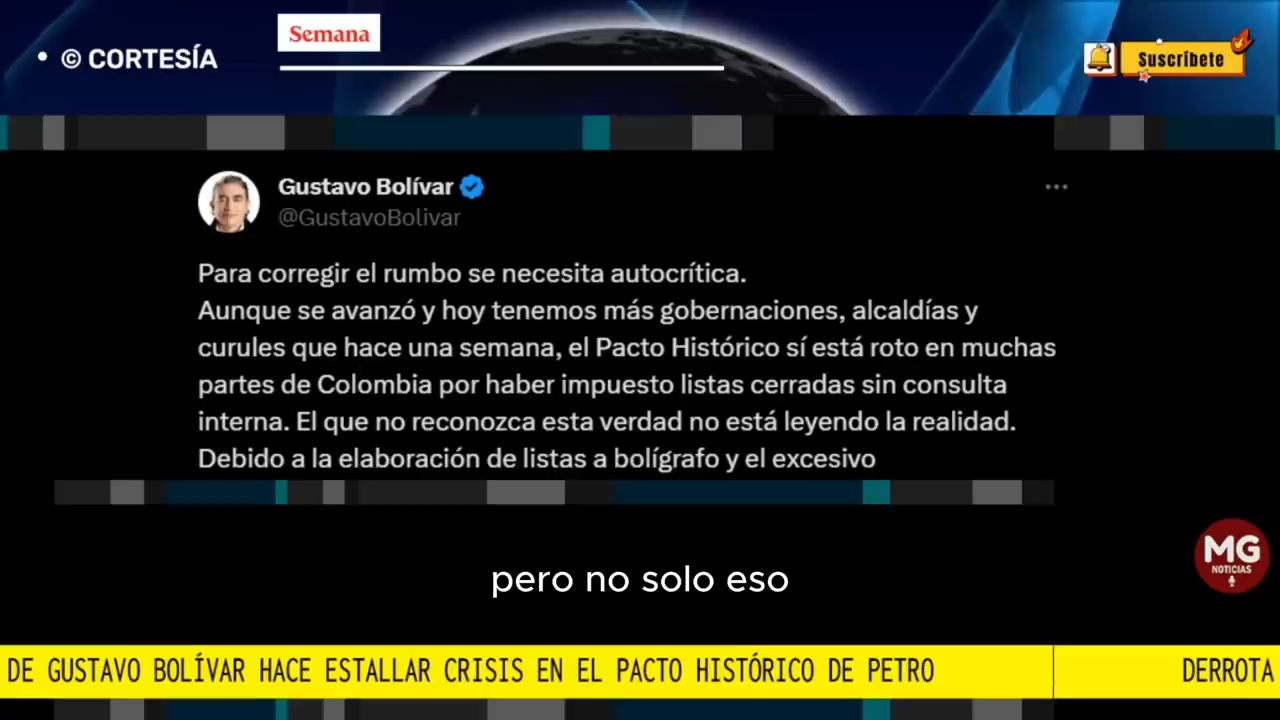 Semana
© CORTESÍA
Suscríbete
Gustavo Bolívar
@GustavoBolivar
Para corregir el rumbo se necesita autocrítica.
Aunque se avanzó y hoy tenemos más gobernaciones, alcaldías y
curules que hace una semana, el Pacto Histórico sí está roto en muchas
partes de Colombia por haber impuesto listas cerradas sin consulta
interna. El que no reconozca esta verdad no está leyendo la realidad.
Debido a la elaboración de listas a bolígrafo y el excesivo
MG
NOTICIAS
pero no solo eso
DE GUSTAVO BOLÍVAR HACE ESTALLAR CRISIS EN EL PACTO HISTÓRICO DE PETRO
DERROTA